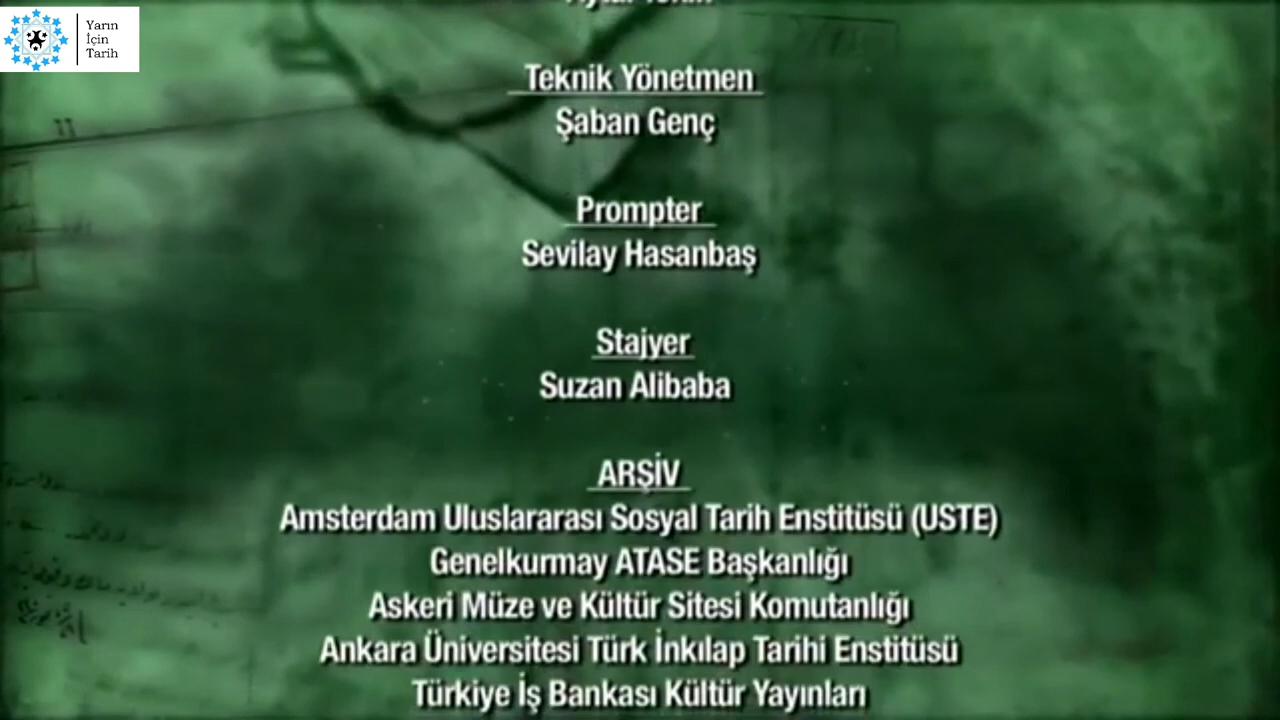 Yarın
İçin
Tarih
Teknik Yönetmen
Şaban Genç
Prompter
Sevilay Hasanbaş
Stajyer
Suzan Alibaba
ARŞİV
Amsterdam Uluslararası Sosyal Tarih Enstitüsü (USTE)
Genelkurmay ATASE Başkanlığı
Askeri Müze ve Kültür Sitesi Komutanlığı
Ankara Üniversitesi Türk İnkılap Tarihi Enstitüsü
Türkiye İş Bankası Kültür Yayınları